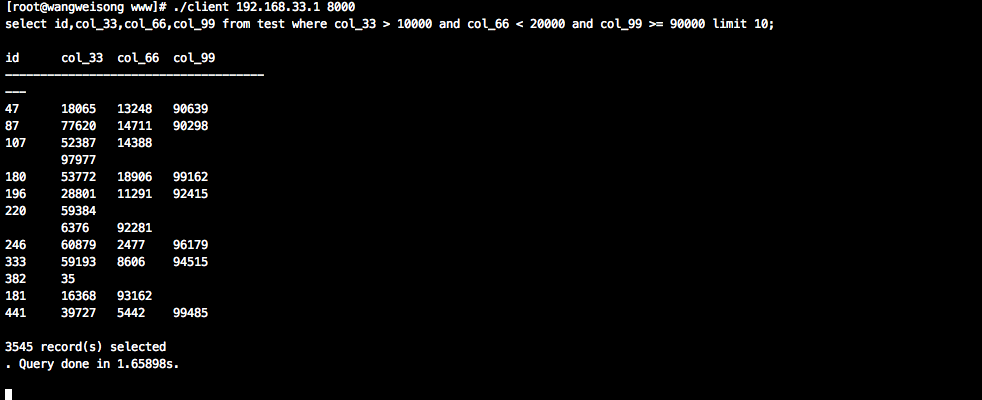 [root@wangweisong www]# ./client 192.168.33.1 8000
select id,col_33,col_66,col_99 from test where col_33 > 10000 and col_66 < 20000 and col_99 >= 90000 limit 10;
id col_33 col_66 col_99
-------------------------------------
---
47 18065 13248 90639
87 77620 14711 90298
107 52387 14388
97977
180 53772 18906 99162
196 28801 11291 92415
220 59384
6376 92281
246 60879 2477 96179
333 59193 8606 94515
382 35
181 16368 93162
441 39727 5442 99485
3545 record(s) selected
. Query done in 1.65898s.